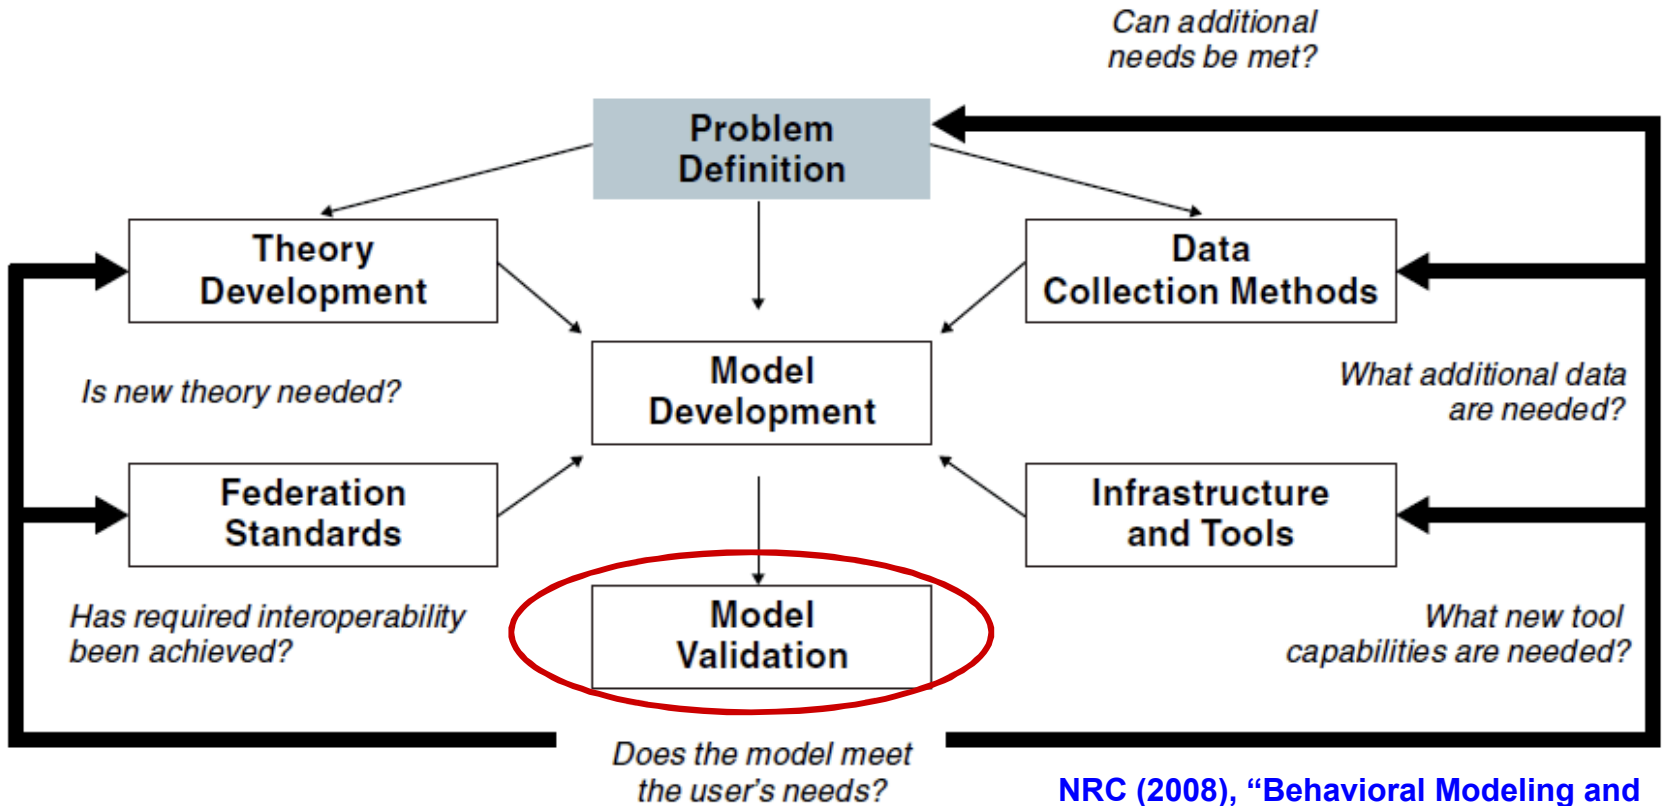 Can additional
needs be met?
Problem
Definition
Theory
Development
Data
Collection Methods
Is new theory needed?
Model
Development
What additional data
are needed?
Federation
Standards
Infrastructure
and Tools
Has required interoperability
been achieved?
Model
Validation
What new tool
capabilities are needed?
Does the model meet
the user's needs?
NRC (2008), “Behavioral Modeling and